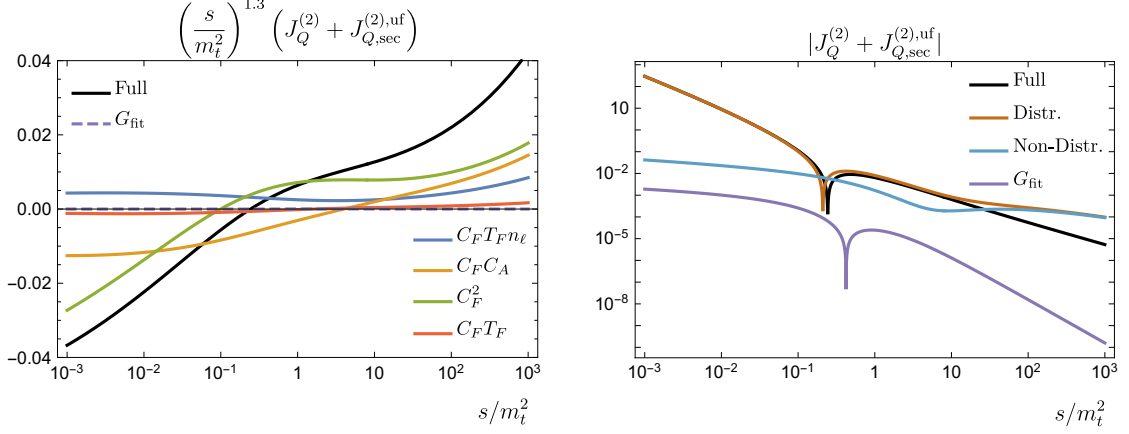 (s/m_t^2)^{1.3} (J_Q^{(2)} + J_{Q,sec}^{(2),uf})
0.04
0.02
0.00
−0.02
−0.04
Full
G_fit
C_F T_F n_ℓ
C_F C_A
C_F^2
C_F T_F
10^{−3} 10^{−2} 10^{−1} 1 10 10^2 10^3
s/m_t^2
|J_Q^{(2)} + J_{Q,sec}^{(2),uf}|
10
10^{−2}
10^{−5}
10^{−8}
Full
Distr.
Non-Distr.
G_fit
10^{−3} 10^{−2} 10^{−1} 1 10 10^2 10^3
s/m_t^2